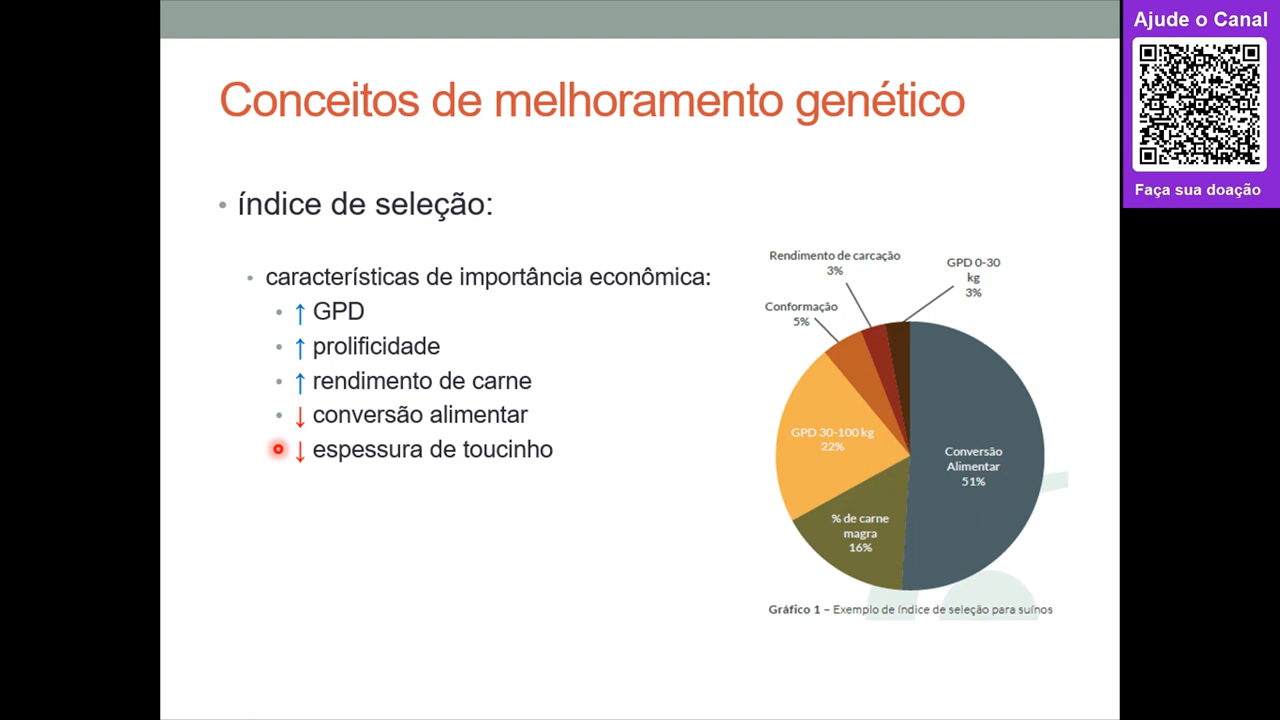 Conceitos de melhoramento genético
• índice de seleção:
• características de importância econômica:
• ↑ GPD
• ↑ prolificidade
• ↑ rendimento de carne
• ↓ conversão alimentar
↓ espessura de toucinho
Rendimento de carcação
3%
GPD 0-30
kg
3%
Conformação
5%
GPD 30-100 kg
22%
Conversão
Alimentar
51%
% de carne
magra
16%
Gráfico 1 – Exemplo de índice de seleção para suínos
Ajude o Canal
Faça sua doação